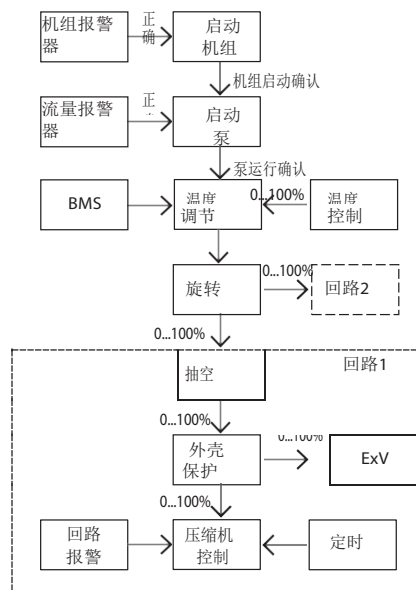 机组报警
器
正
确
启动
机组
机组启动确认
流量报警
器
正
启动
泵
泵运行确认
BMS
温度
调节
0...100%
温度
控制
旋转
0...100%
回路2
0...100%
回路1
抽空
0...100%
外壳
保护
0...100%
ExV
0...100%
回路
报警
压缩机
控制
定时